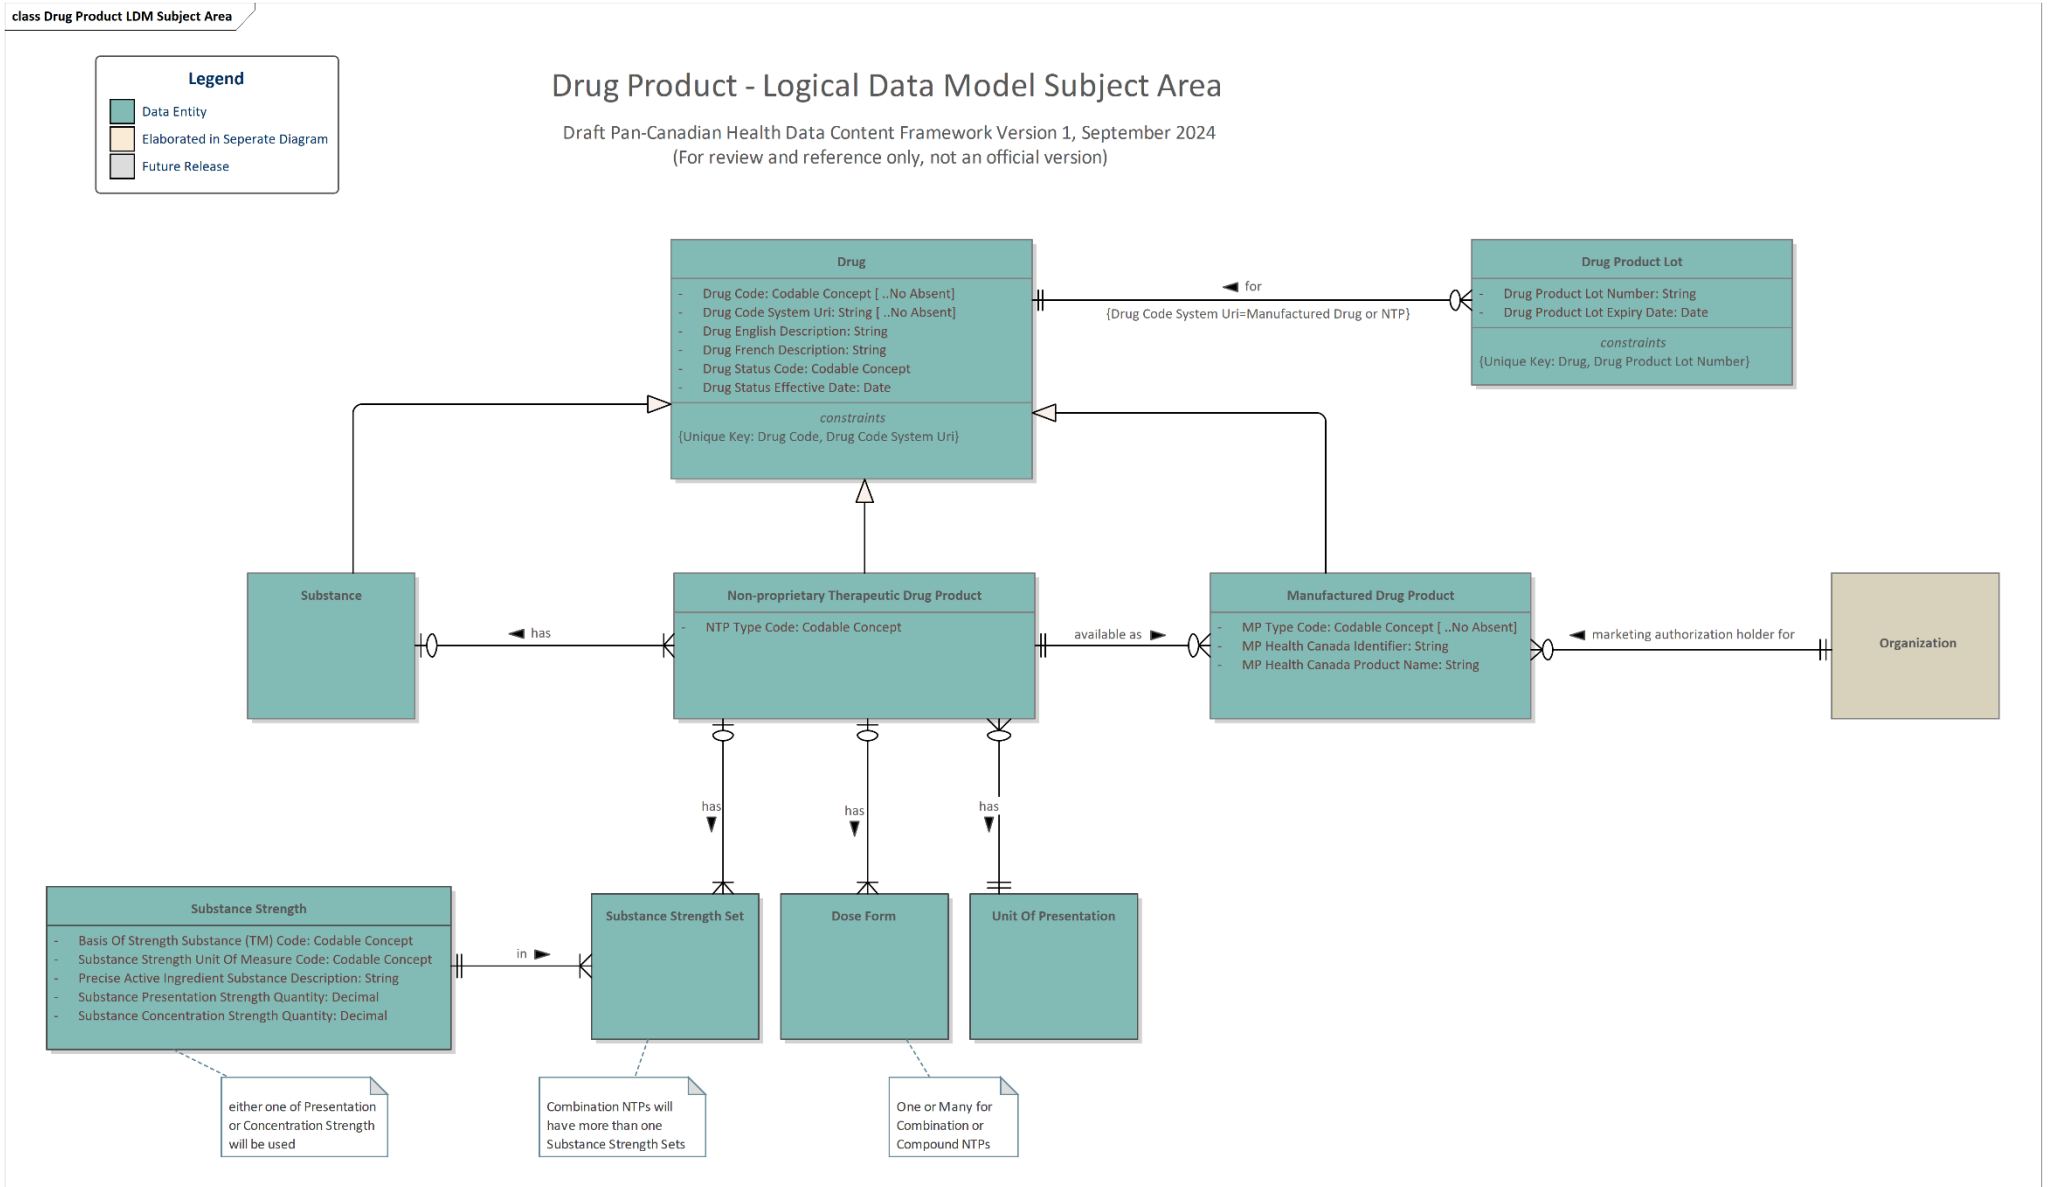 class Drug Product LDM Subject Area
Legend
Data Entity
Elaborated in Seperate Diagram
Future Release
Drug Product - Logical Data Model Subject Area
Draft Pan-Canadian Health Data Content Framework Version 1, September 2024
(For review and reference only, not an official version)
Drug
- Drug Code: Codable Concept [ ..No Absent]
- Drug Code System Uri: String [ ..No Absent]
- Drug English Description: String
- Drug French Description: String
- Drug Status Code: Codable Concept
- Drug Status Effective Date: Date
constraints
{Unique Key: Drug Code, Drug Code System Uri}
for
{Drug Code System Uri=Manufactured Drug or NTP}
Drug Product Lot
- Drug Product Lot Number: String
- Drug Product Lot Expiry Date: Date
constraints
{Unique Key: Drug, Drug Product Lot Number}
Substance
has
Non-proprietary Therapeutic Drug Product
- NTP Type Code: Codable Concept
available as
Manufactured Drug Product
- MP Type Code: Codable Concept [ ..No Absent]
- MP Health Canada Identifier: String
- MP Health Canada Product Name: String
marketing authorization holder for
Organization
has
has
has
Substance Strength
- Basis Of Strength Substance (TM) Code: Codable Concept
- Substance Strength Unit Of Measure Code: Codable Concept
- Precise Active Ingredient Substance Description: String
- Substance Presentation Strength Quantity: Decimal
- Substance Concentration Strength Quantity: Decimal
in
Substance Strength Set
Dose Form
Unit Of Presentation
either one of Presentation
or Concentration Strength
will be used
Combination NTPs will
have more than one
Substance Strength Sets
One or Many for
Combination or
Compound NTPs